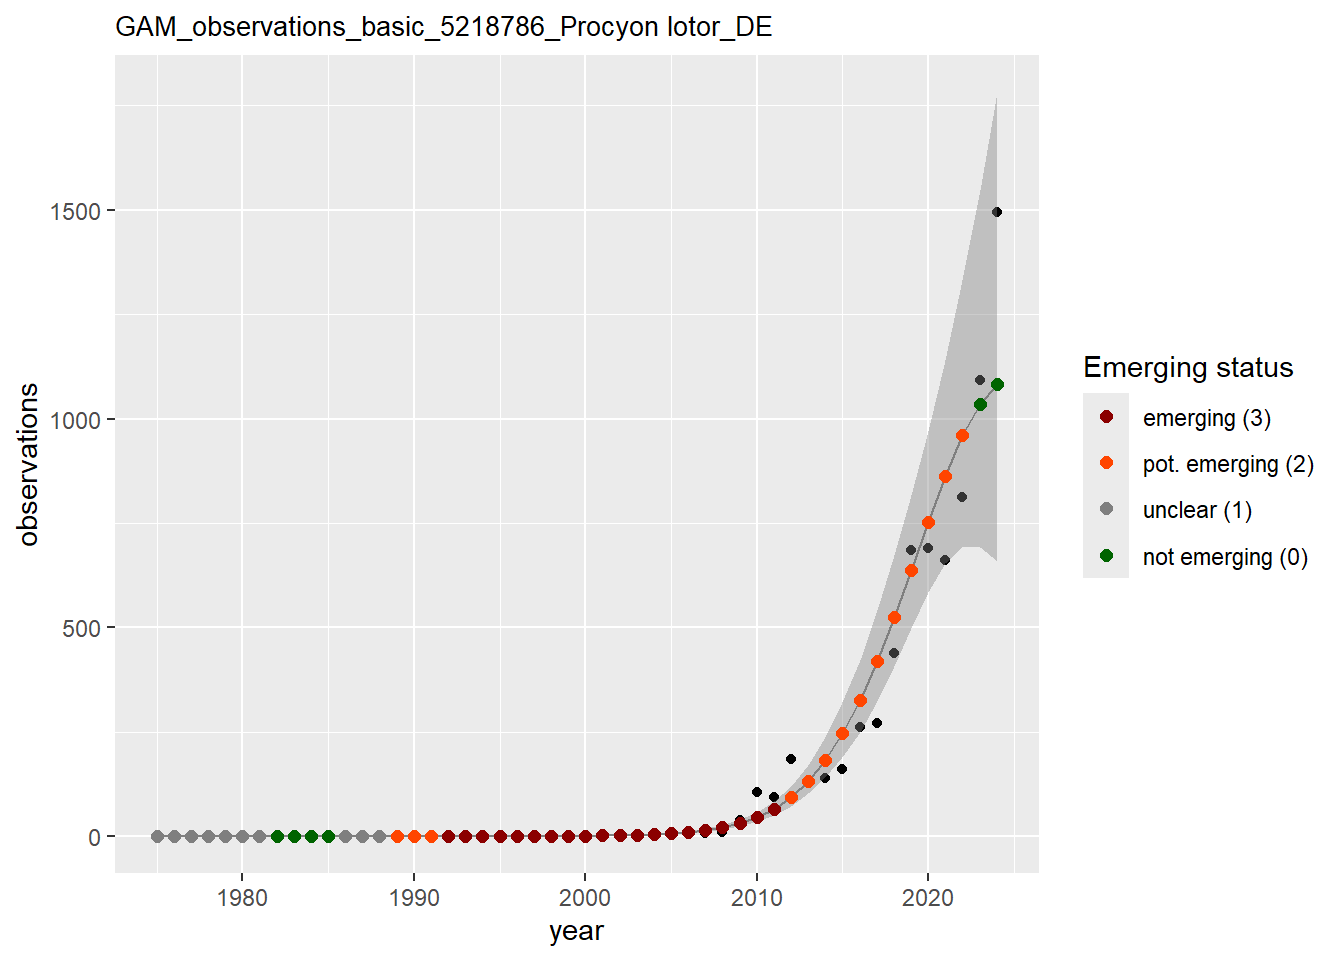 GAM_observations_basic_5218786_Procyon lotor_DE
1500
1000
500
0
observations
1980 1990 2000 2010 2020
year
Emerging status
emerging (3)
pot. emerging (2)
unclear (1)
not emerging (0)